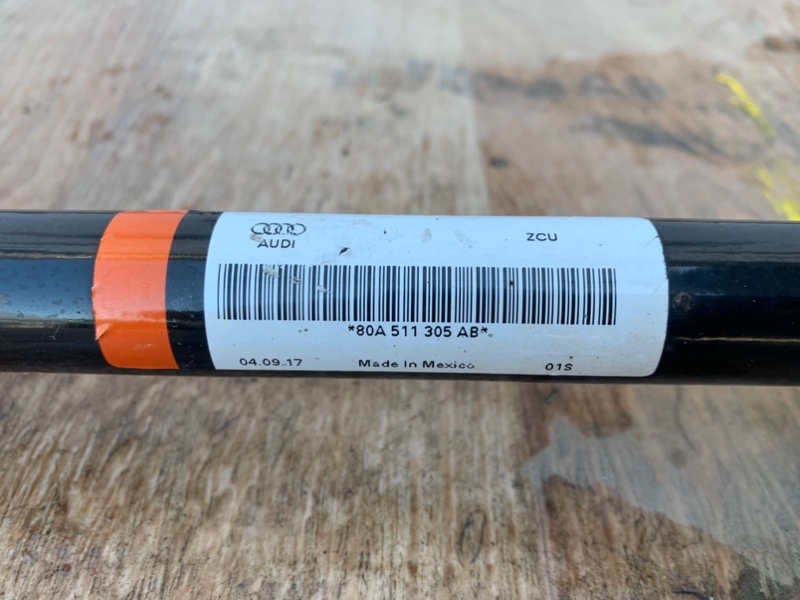 AUDI
ZCU
*80A 511 305 AB*
04.09.17 Made In Mexico 01S